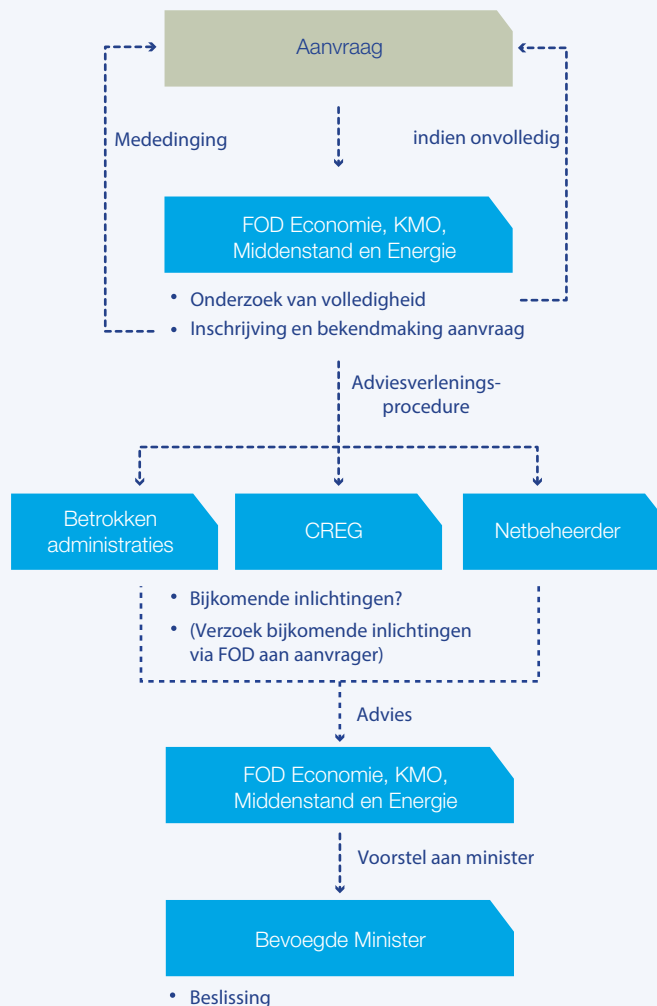 Aanvraag
Mededinging
indien onvolledig
FOD Economie, KMO,
Middenstand en Energie
• Onderzoek van volledigheid
• Inschrijving en bekendmaking aanvraag
Adviesverlenings-
procedure
Betrokken
administraties
CREG
Netbeheerder
• Bijkomende inlichtingen?
• (Verzoek bijkomende inlichtingen
via FOD aan aanvrager)
Advies
FOD Economie, KMO,
Middenstand en Energie
Voorstel aan minister
Bevoegde Minister
• Beslissing